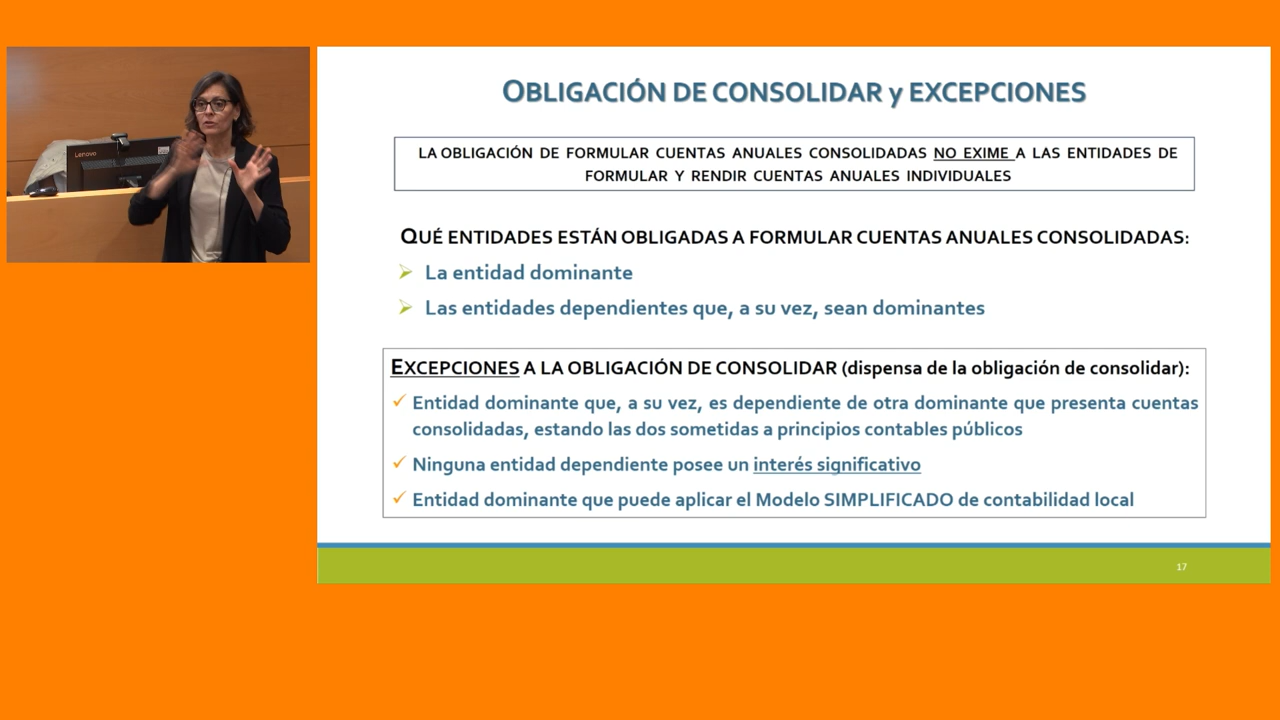 Lenovo
OBLIGACIÓN DE CONSOLIDAR y EXCEPCIONES
LA OBLIGACIÓN DE FORMULAR CUENTAS ANUALES CONSOLIDADAS NO EXIME A LAS ENTIDADES DE
FORMULAR Y RENDIR CUENTAS ANUALES INDIVIDUALES
QUÉ ENTIDADES ESTÁN OBLIGADAS A FORMULAR CUENTAS ANUALES CONSOLIDADAS:
La entidad dominante
Las entidades dependientes que, a su vez, sean dominantes
EXCEPCIONES A LA OBLIGACIÓN DE CONSOLIDAR (dispensa de la obligación de consolidar):
Entidad dominante que, a su vez, es dependiente de otra dominante que presenta cuentas
consolidadas, estando las dos sometidas a principios contables públicos
Ninguna entidad dependiente posee un interés significativo
Entidad dominante que puede aplicar el Modelo SIMPLIFICADO de contabilidad local
17